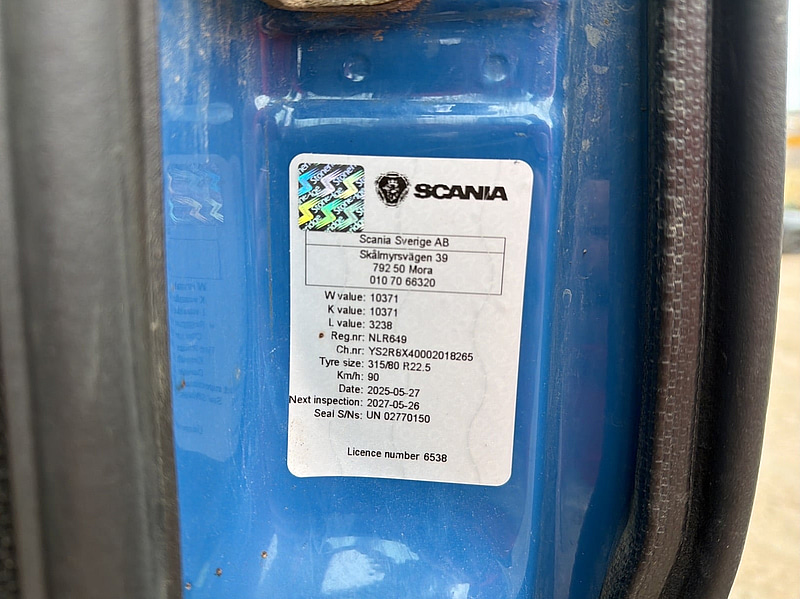 SCANIA
Scania Sverige AB
Skålmyrsvägen 39
792 50 Mora
010 70 66320
W value: 10371
K value: 10371
L value: 3238
Reg.nr: NLR649
Ch.nr: YS2R8X40002018265
Tyre size: 315/80 R22.5
Km/h: 90
Date: 2025-05-27
Next inspection: 2027-05-26
Seal S/Ns: UN 02770150
Licence number 6538